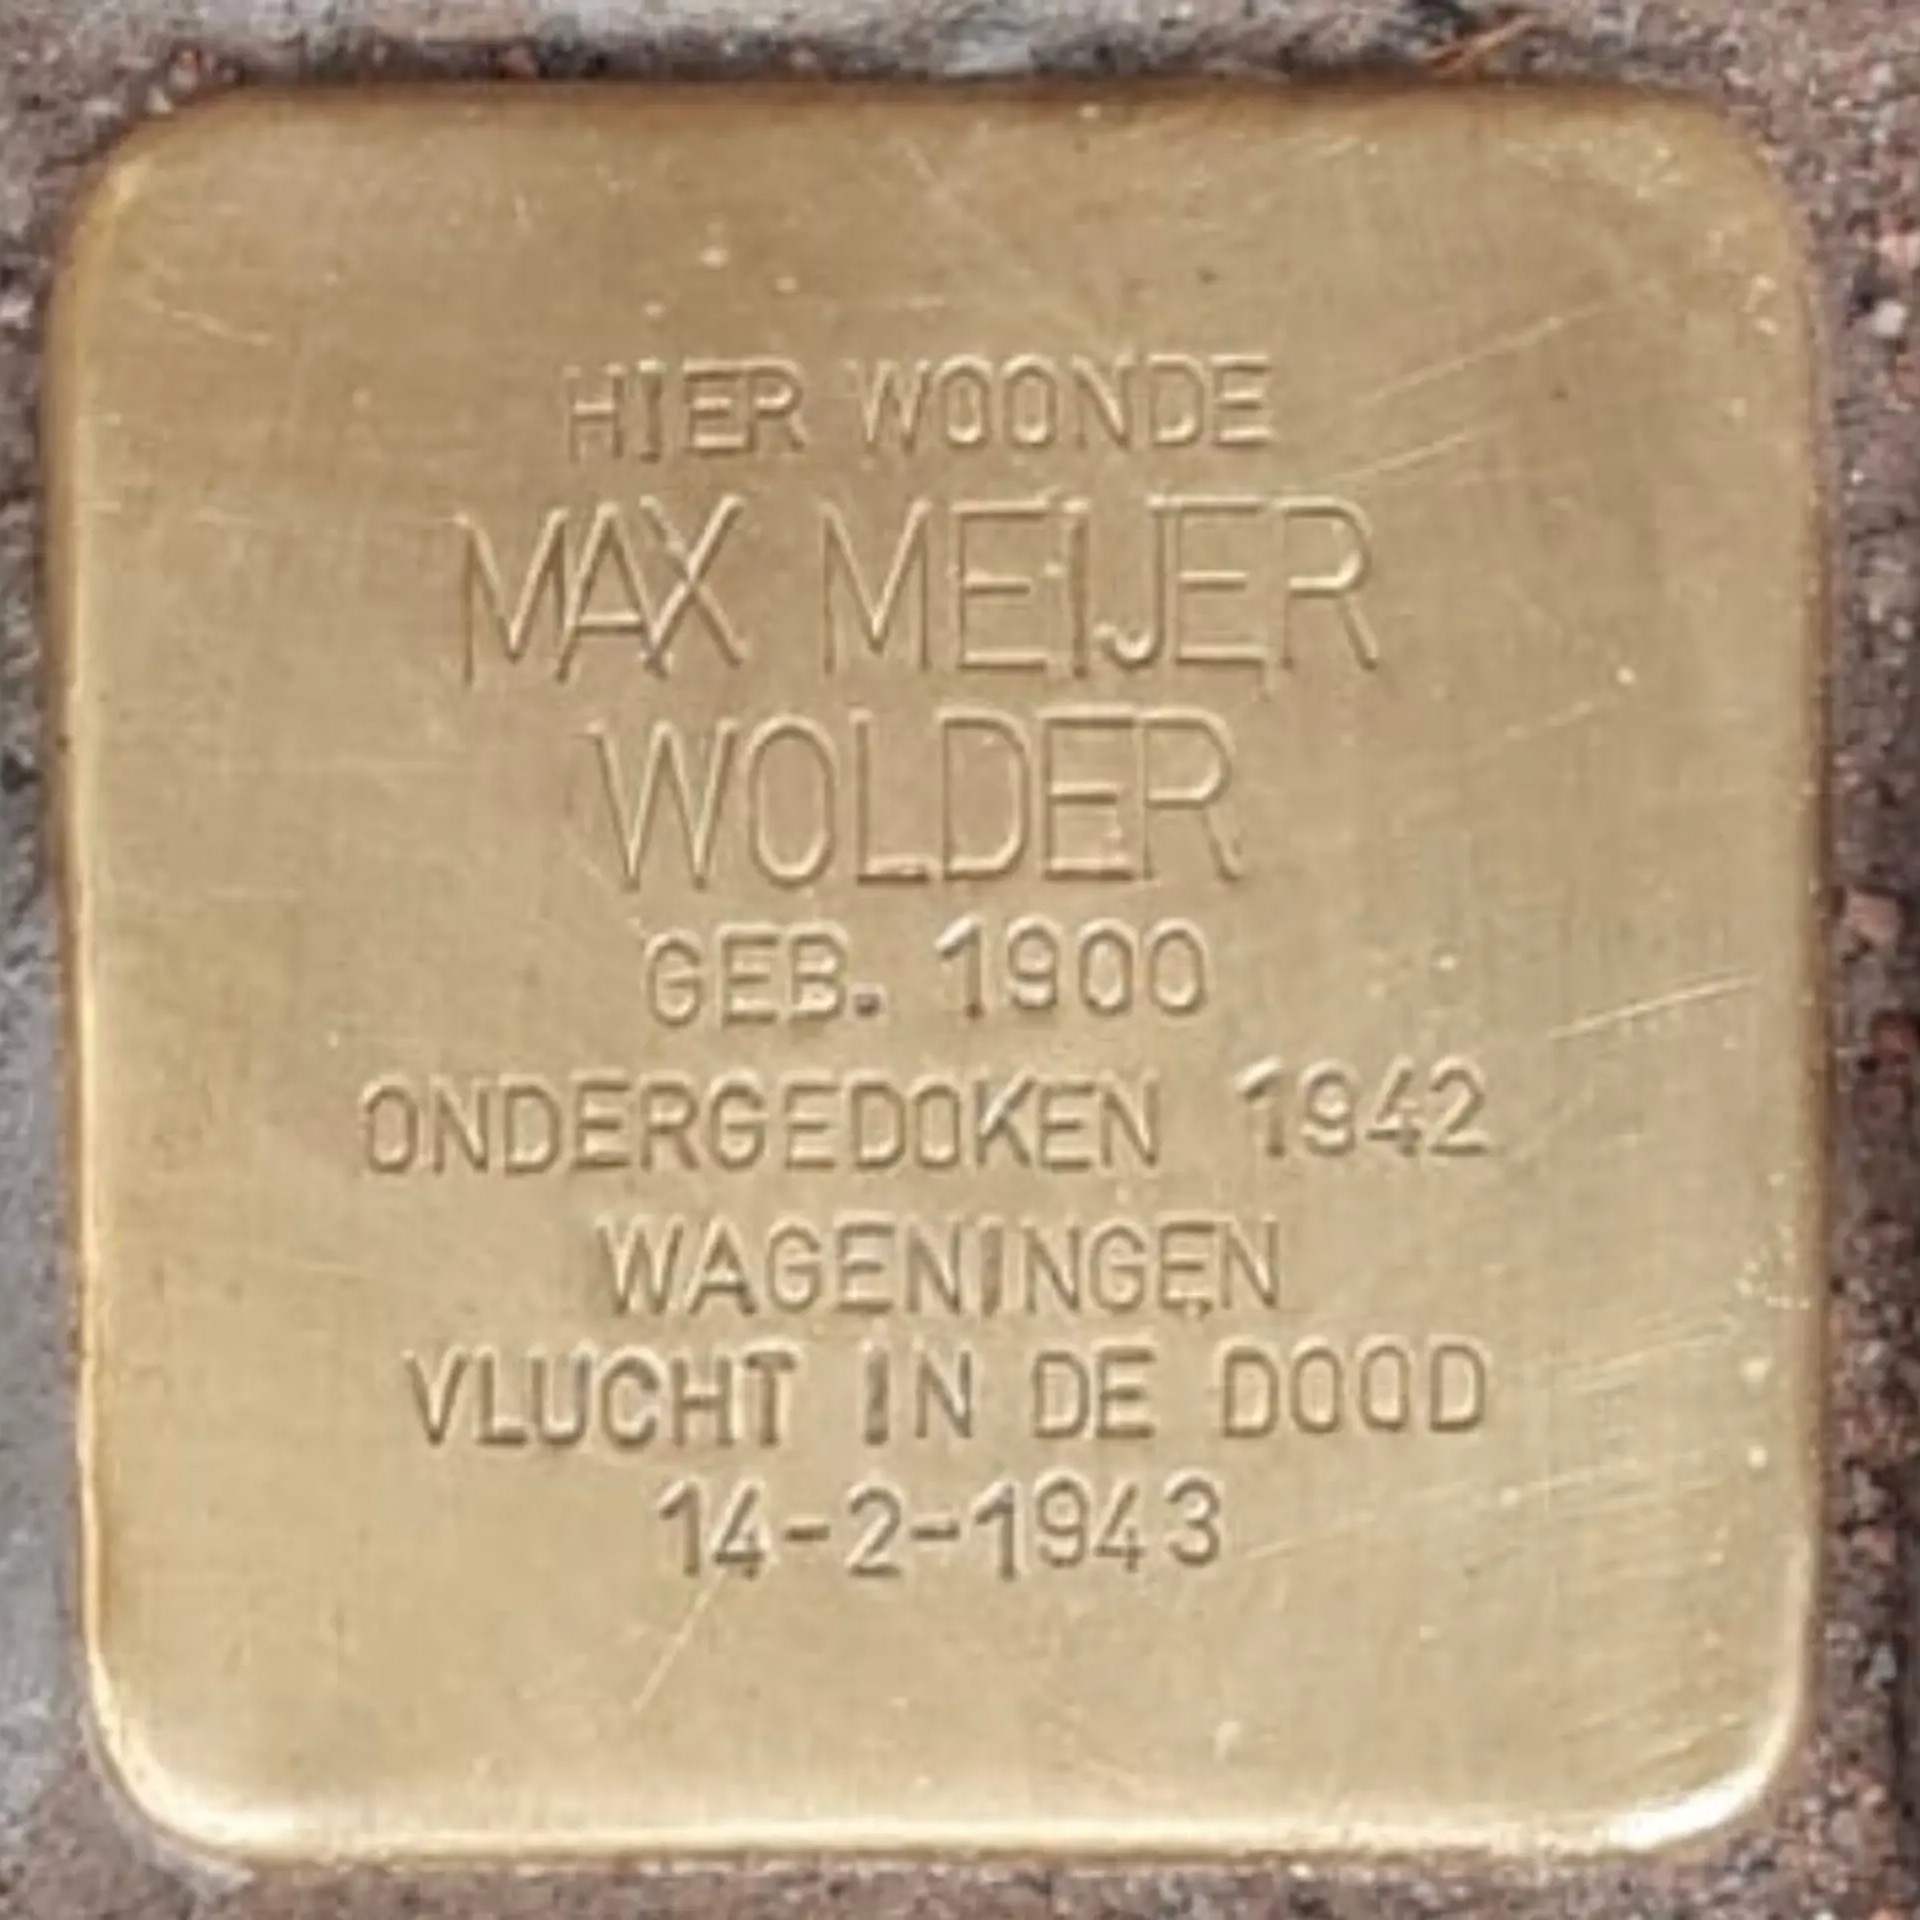 HIER WOONDE
MAX MEIJER
WOLDER
GEB. 1900
ONDERGEDOKEN 1942
WAGENINGEN
VLUCHT IN DE DOOD
14-2-1943